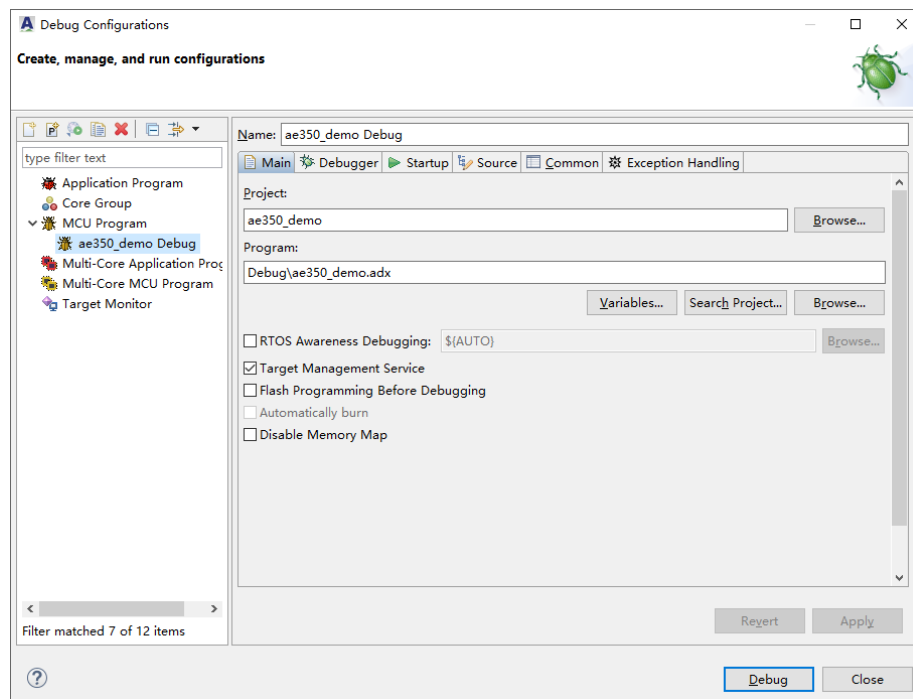 Debug Configurations
Create, manage, and run configurations
type filter text
Application Program
Core Group
MCU Program
ae350_demo Debug
Multi-Core Application Prog
Multi-Core MCU Program
Target Monitor
Filter matched 7 of 12 items
Name: ae350_demo Debug
Main Debugger Startup Source Common Exception Handling
Project:
ae350_demo Browse...
Program:
Debug\ae350_demo.adx
Variables... Search Project... Browse...
RTOS Awareness Debugging: ${AUTO} Browse...
Target Management Service
Flash Programming Before Debugging
Automatically burn
Disable Memory Map
Revert Apply
Debug Close